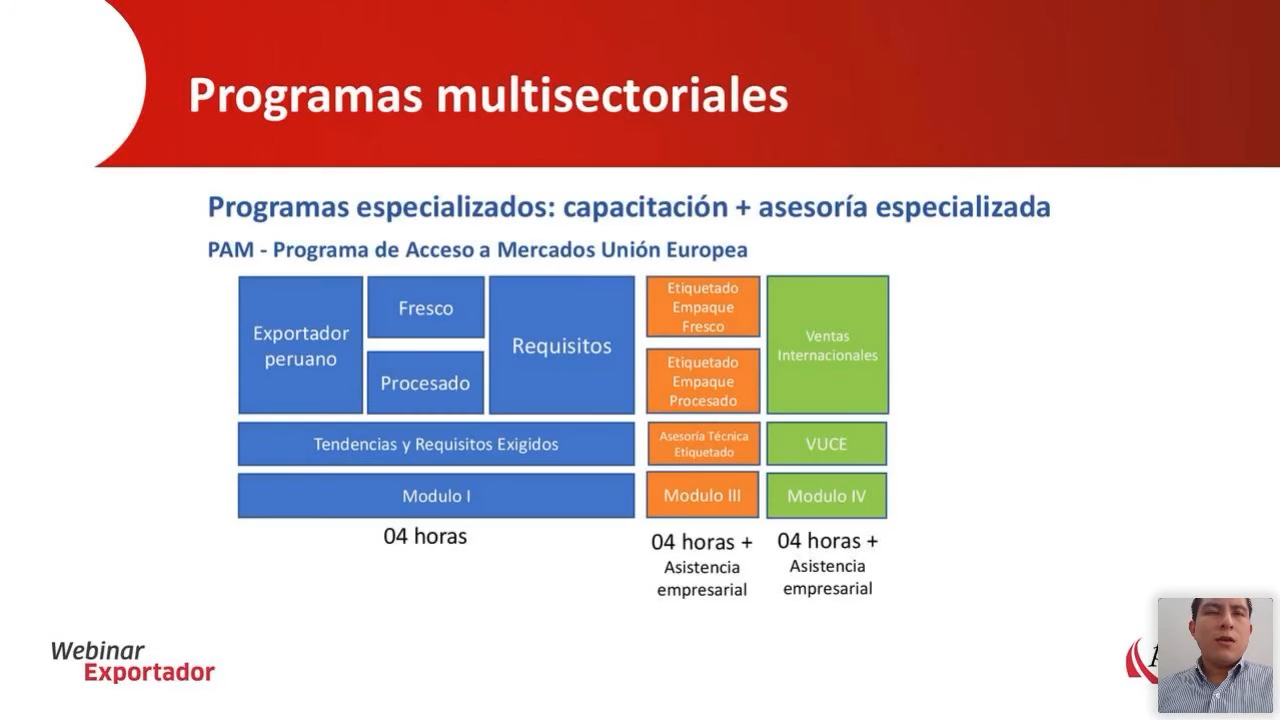 Programas multisectoriales
Programas especializados: capacitación + asesoría especializada
PAM - Programa de Acceso a Mercados Unión Europea
Exportador
peruano
Fresco
Procesado
Requisitos
Etiquetado
Empaque
Fresco
Etiquetado
Empaque
Procesado
Ventas
Internacionales
Tendencias y Requisitos Exigidos
Asesoría Técnica
Etiquetado
VUCE
Modulo I
Modulo III
Modulo IV
04 horas
04 horas +
Asistencia
empresarial
04 horas +
Asistencia
empresarial
Webinar
Exportador